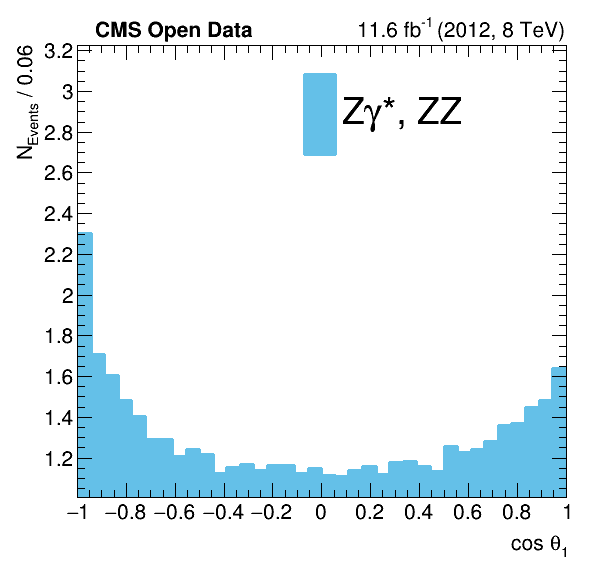 CMS Open Data
11.6 fb⁻¹ (2012, 8 TeV)
N_Events / 0.06
3.2
3
2.8
2.6
2.4
2.2
2
1.8
1.6
1.4
1.2
Zγ*, ZZ
−1 −0.8 −0.6 −0.4 −0.2 0 0.2 0.4 0.6 0.8 1
cos θ₁